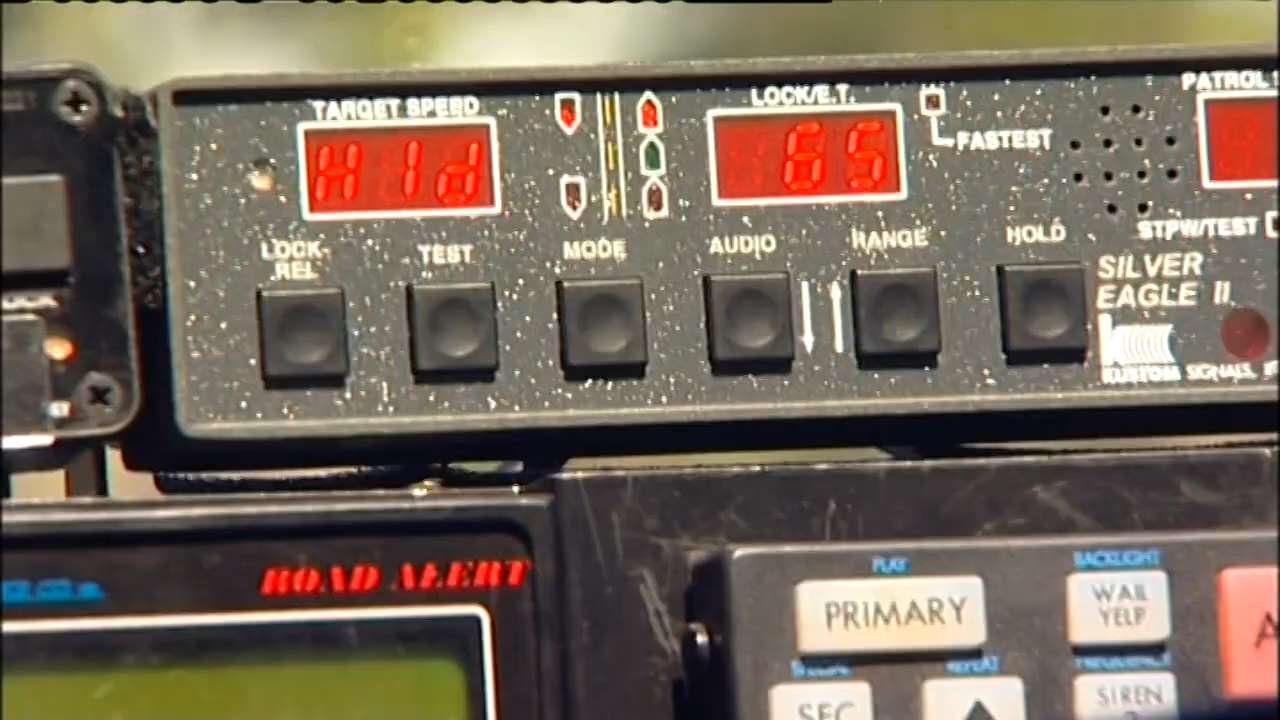 TARGET SPEED
H1d
LOCK/E.T.
65
FASTEST
PATROL
STPW/TEST
LOCK-
REL
TEST
MODE
AUDIO
RANGE
HOLD
SILVER
EAGLE II
KUSTOM SIGNALS,
ROAD ALERT
PLAY
PRIMARY
BACKLIGHT
WAIL
YELP
REPEAT
FREQUENCE
SEC
SIREN
A